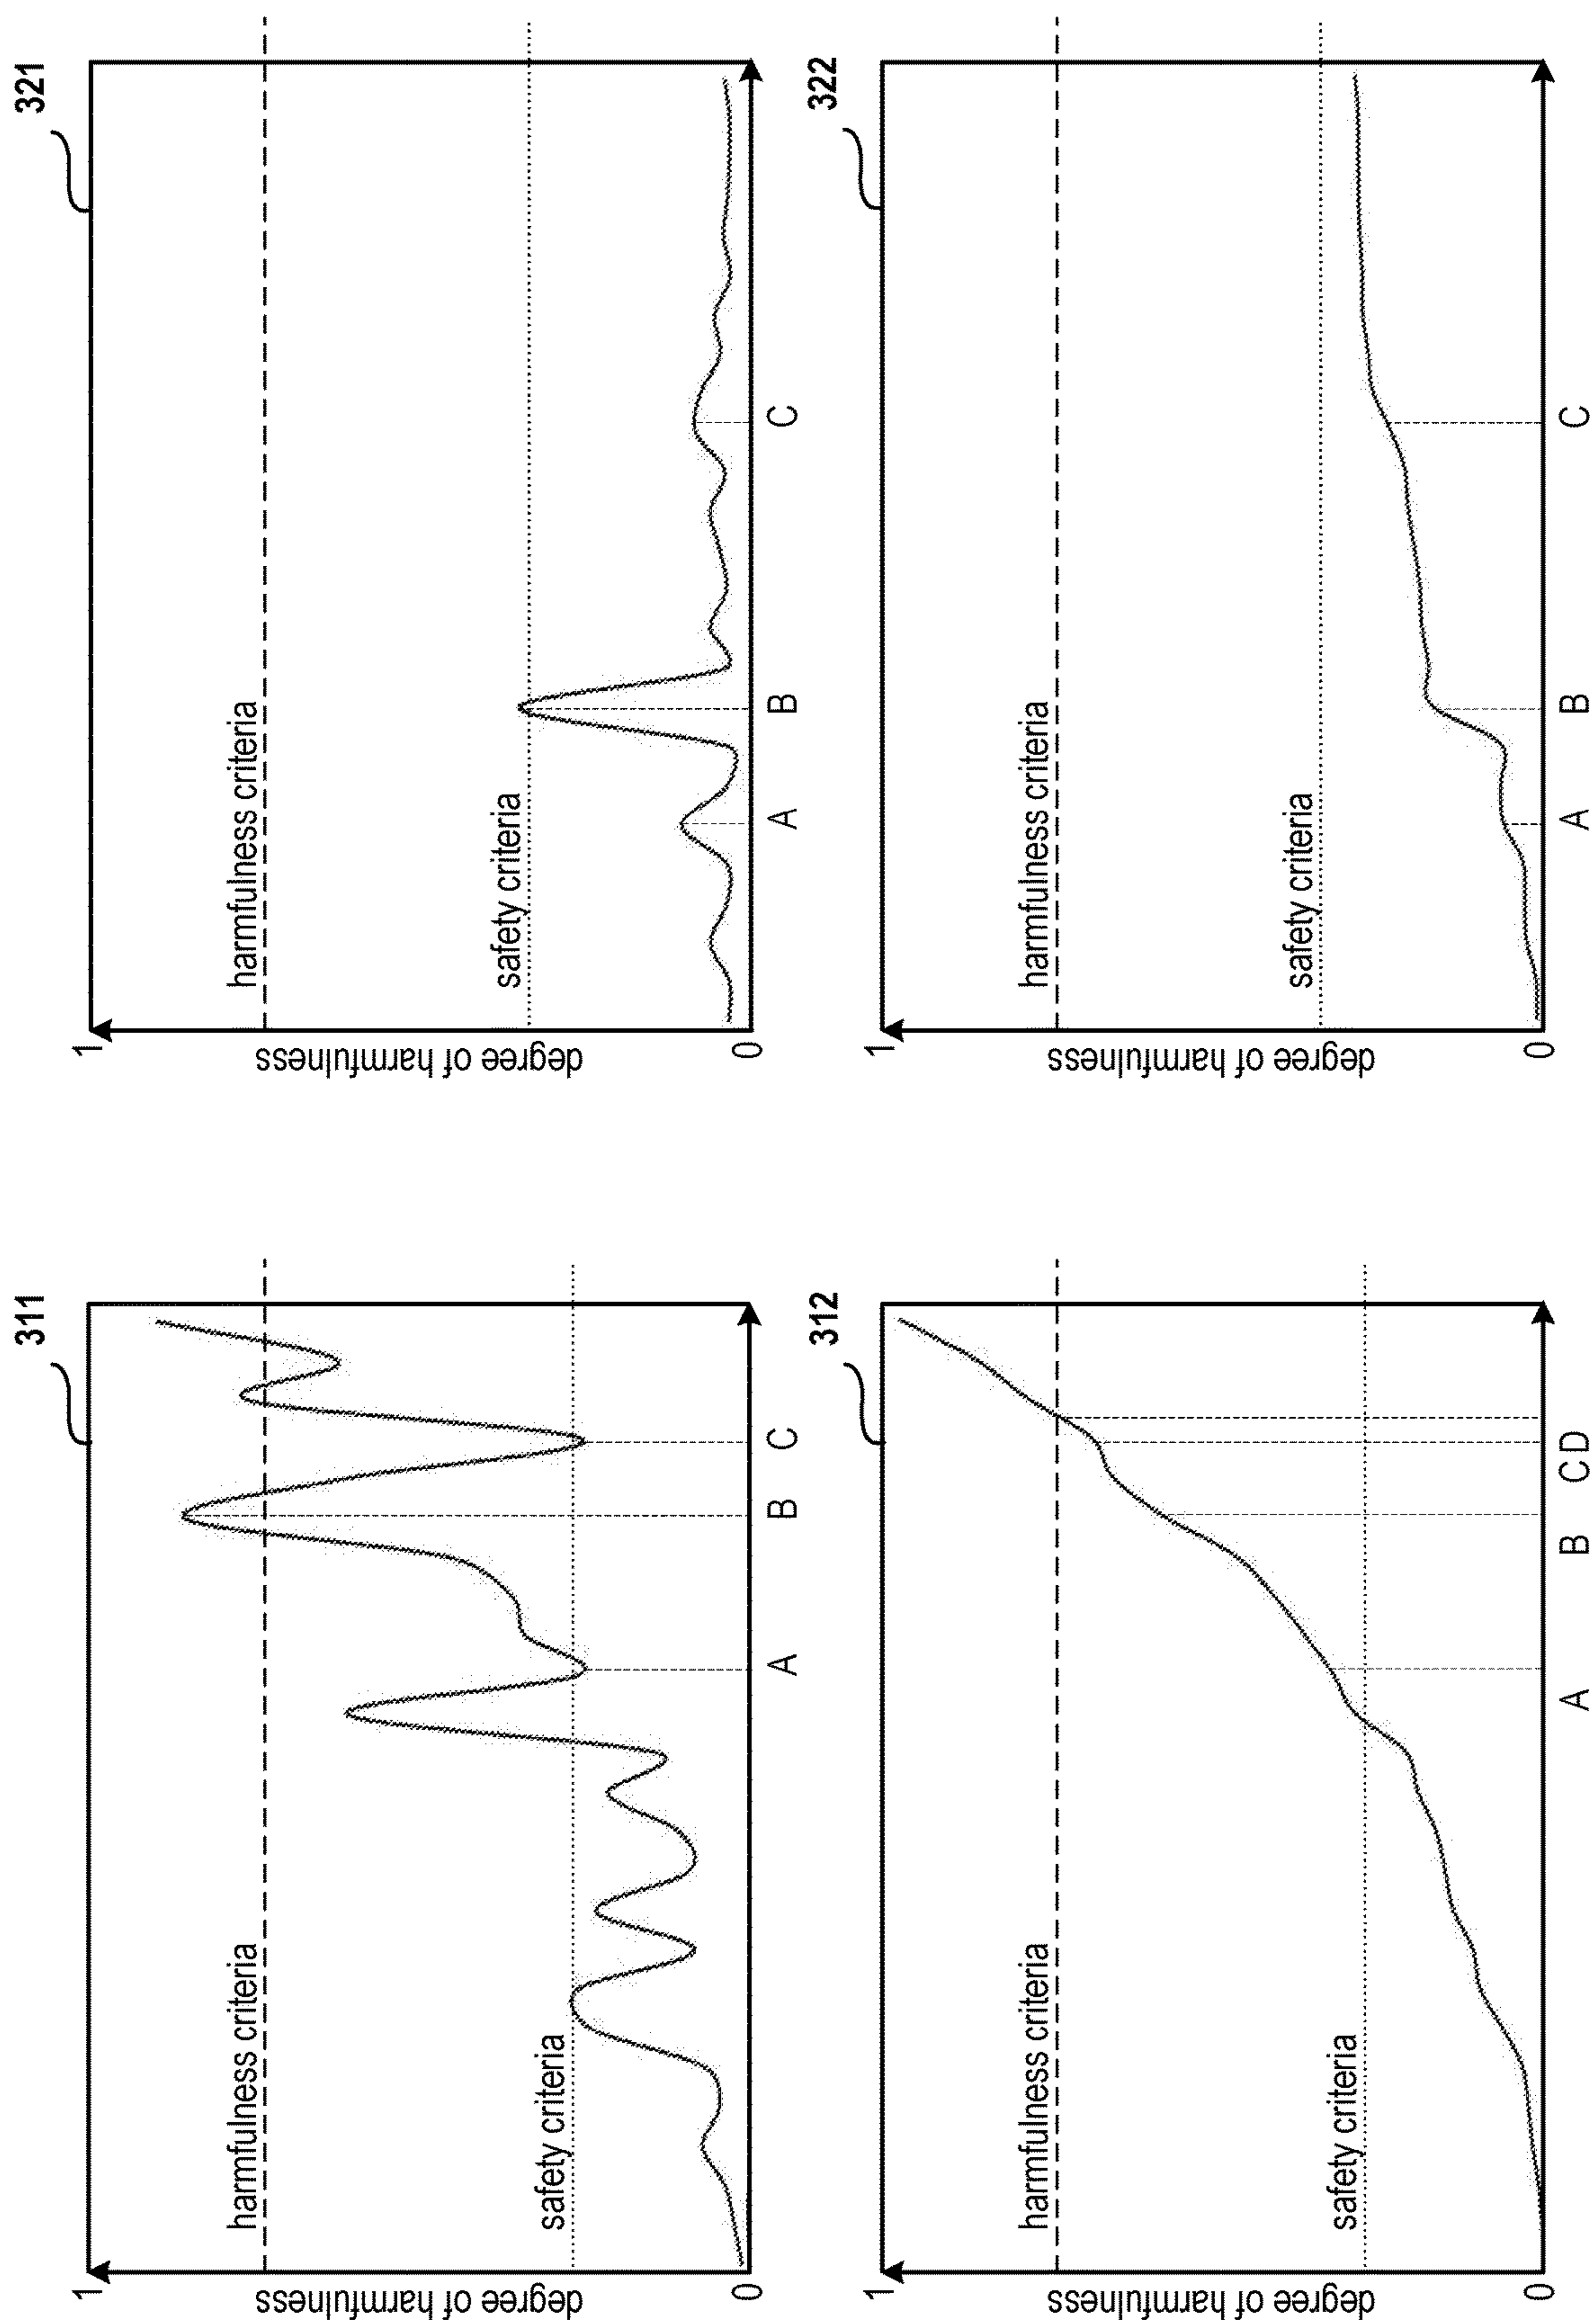 311
1
degree of harmfulness
0
harmfulness criteria
safety criteria
A
B
C
321
1
degree of harmfulness
0
harmfulness criteria
safety criteria
A
B
C
312
1
degree of harmfulness
0
harmfulness criteria
safety criteria
A
B
C D
322
1
degree of harmfulness
0
harmfulness criteria
safety criteria
A
B
C